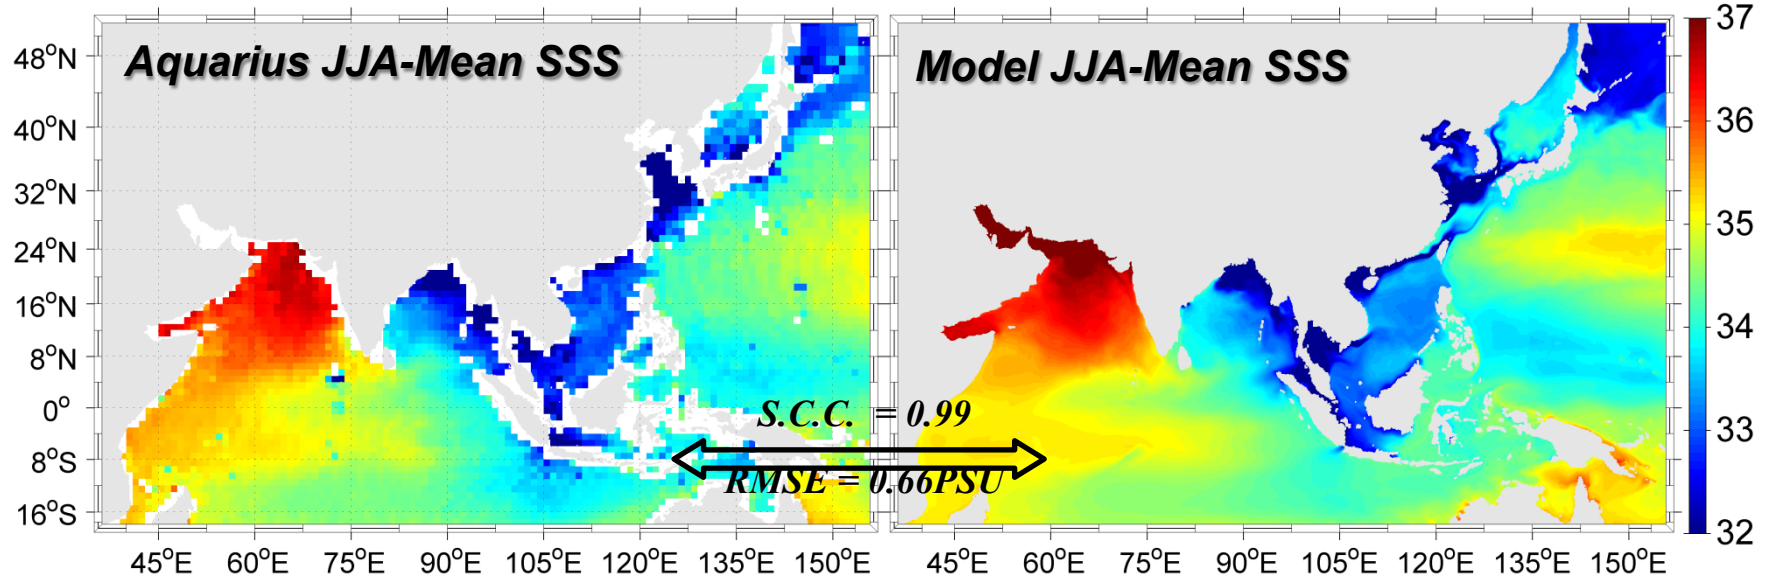 Aquarius JJA-Mean SSS
Model JJA-Mean SSS
48°N
40°N
32°N
24°N
16°N
8°N
0°
8°S
16°S
S.C.C. = 0.99
RMSE = 0.66PSU
37
36
35
34
33
32
45°E 60°E 75°E 90°E 105°E 120°E 135°E 150°E
45°E 60°E 75°E 90°E 105°E 120°E 135°E 150°E